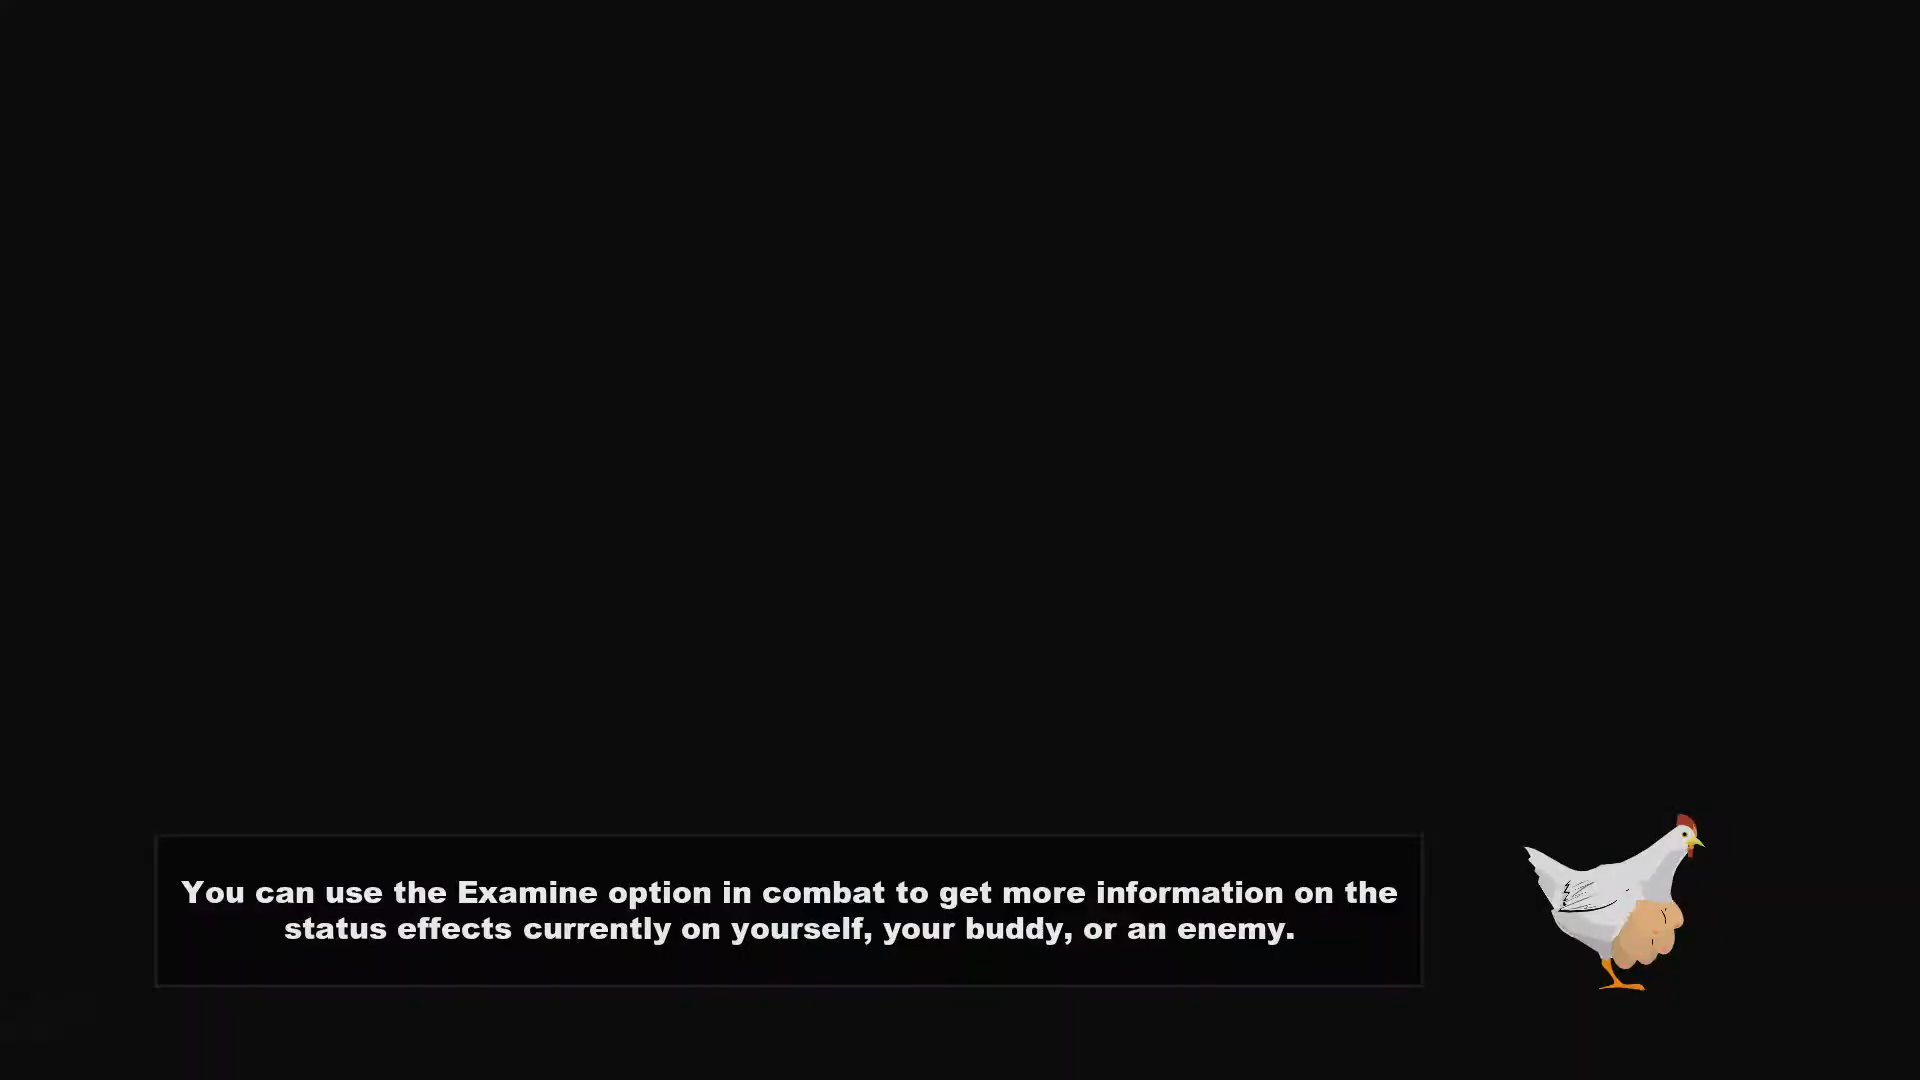 You can use the Examine option in combat to get more information on the
status effects currently on yourself, your buddy, or an enemy.